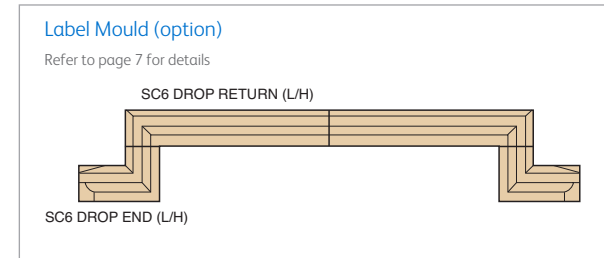 Label Mould (option)
Refer to page 7 for details
SC6 DROP RETURN (L/H)
SC6 DROP END (L/H)